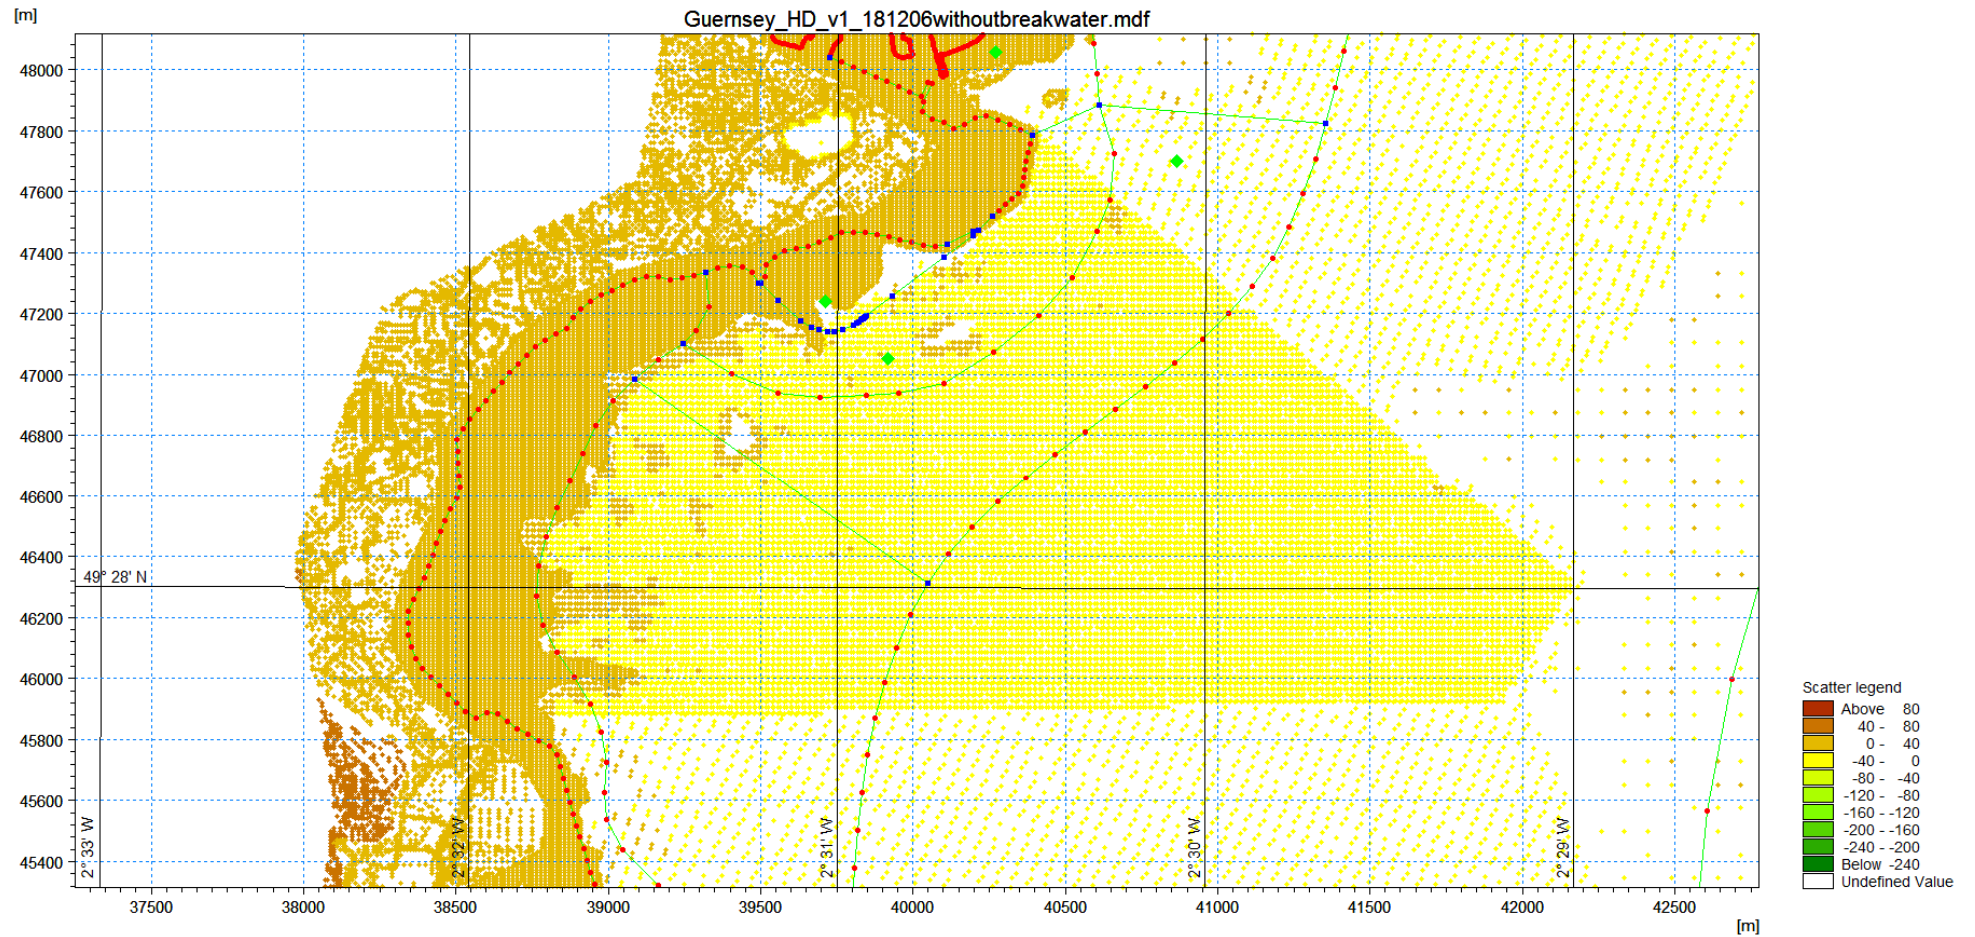 [m]
Guernsey_HD_v1_181206withoutbreakwater.mdf
48000
47800
47600
47400
47200
47000
46800
46600
46400
46200
46000
45800
45600
45400
49° 28' N
2° 33' W
2° 32' W
2° 31' W
2° 30' W
2° 29' W
37500 38000 38500 39000 39500 40000 40500 41000 41500 42000 42500
[m]
Scatter legend
Above 80
40 - 80
0 - 40
-40 - 0
-80 - -40
-120 - -80
-160 - -120
-200 - -160
-240 - -200
Below -240
Undefined Value